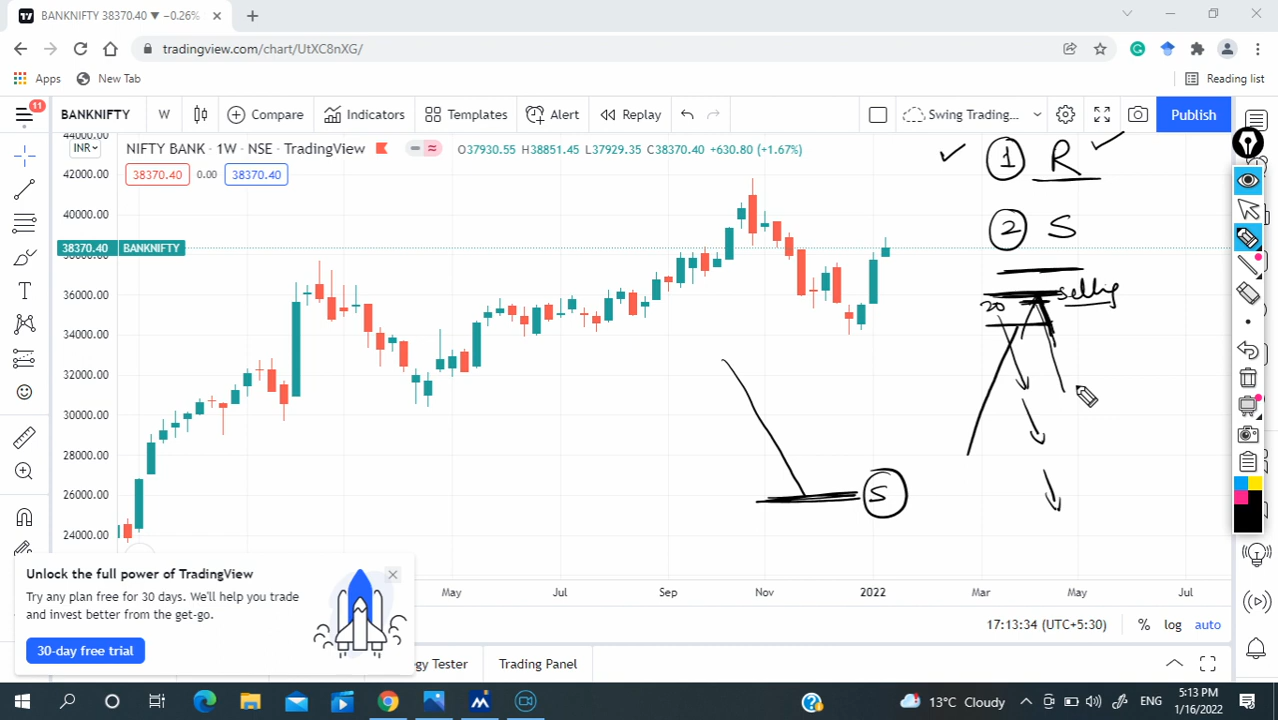 BANKNIFTY 38370.40 ▼ −0.26%
tradingview.com/chart/UtXC8nXG/
Apps New Tab Reading list
11
BANKNIFTY W Compare Indicators Templates Alert Replay Swing Trading... Publish
44000.00
INR
NIFTY BANK · 1W · NSE · TradingView O37930.55 H38851.45 L37929.35 C38370.40 +630.80 (+1.67%)
38370.40 0.00 38370.40
1 R
2 S
selling
20
S
42000.00
40000.00
38370.40 BANKNIFTY
38000.00
36000.00
34000.00
32000.00
30000.00
28000.00
26000.00
24000.00
May Jul Sep Nov 2022 Mar May Jul
Unlock the full power of TradingView
Try any plan free for 30 days. We'll help you trade
and invest better from the get-go.
30-day free trial
17:13:34 (UTC+5:30) % log auto
gy Tester Trading Panel
13°C Cloudy ENG
5:13 PM
1/16/2022